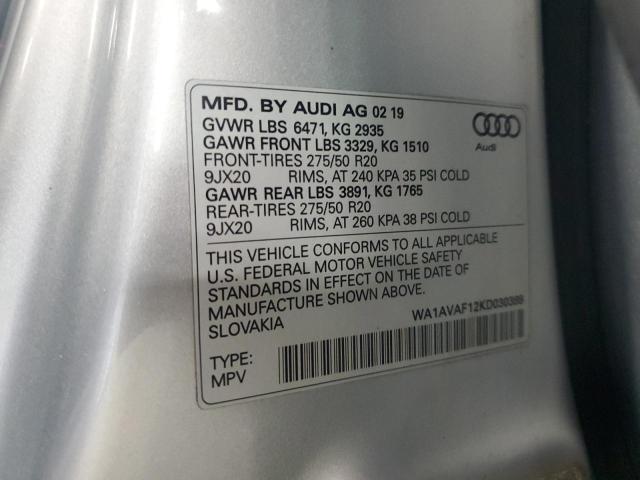 MFD. BY AUDI AG 02 19
GVWR LBS 6471, KG 2935
GAWR FRONT LBS 3329, KG 1510
FRONT-TIRES 275/50 R20
9JX20 RIMS, AT 240 KPA 35 PSI COLD
GAWR REAR LBS 3891, KG 1765
REAR-TIRES 275/50 R20
9JX20 RIMS, AT 260 KPA 38 PSI COLD
Audi
THIS VEHICLE CONFORMS TO ALL APPLICABLE
U.S. FEDERAL MOTOR VEHICLE SAFETY
STANDARDS IN EFFECT ON THE DATE OF
MANUFACTURE SHOWN ABOVE.
SLOVAKIA
WA1AVAF12KD030389
TYPE:
MPV